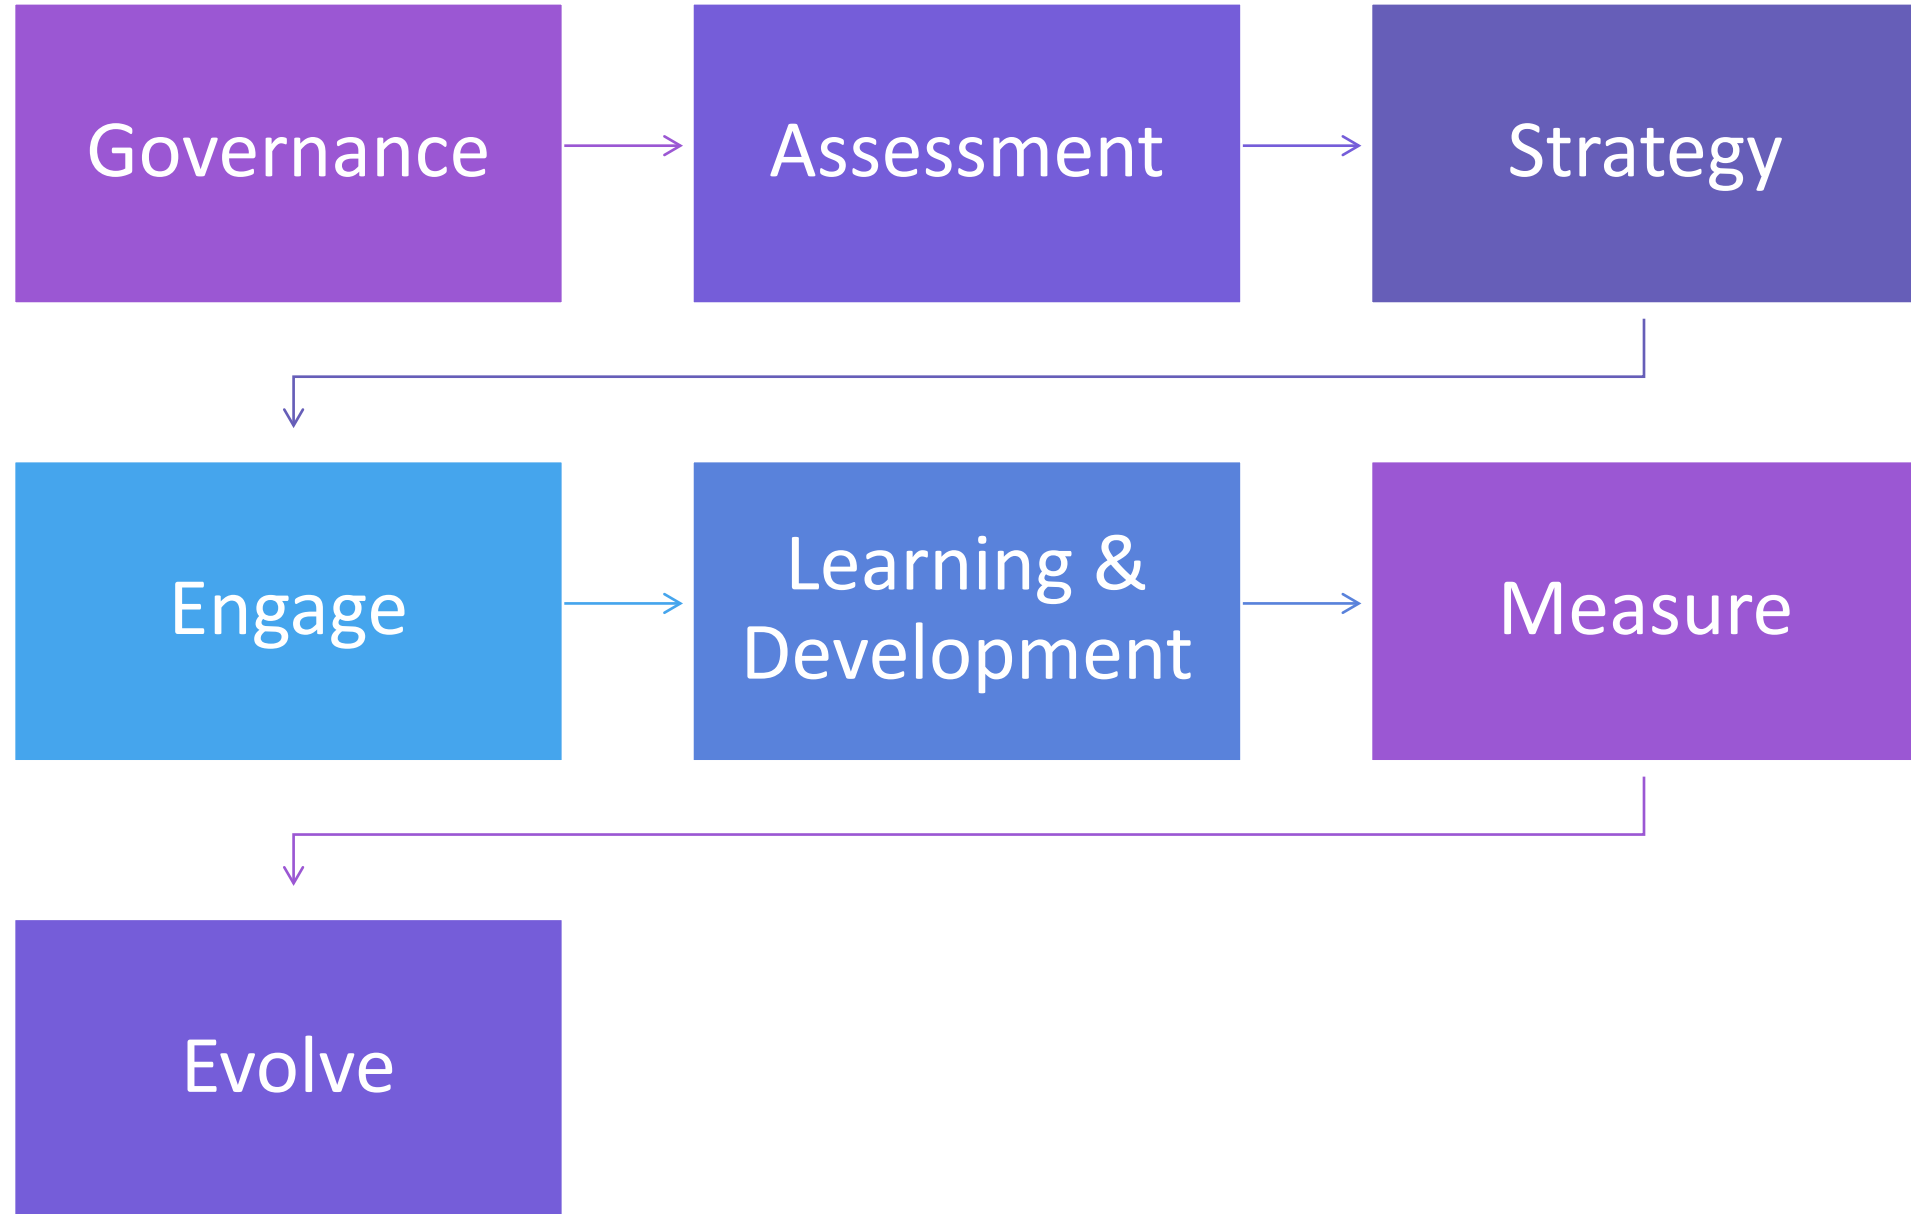 Governance
Assessment
Strategy
Engage
Learning &
Development
Measure
Evolve